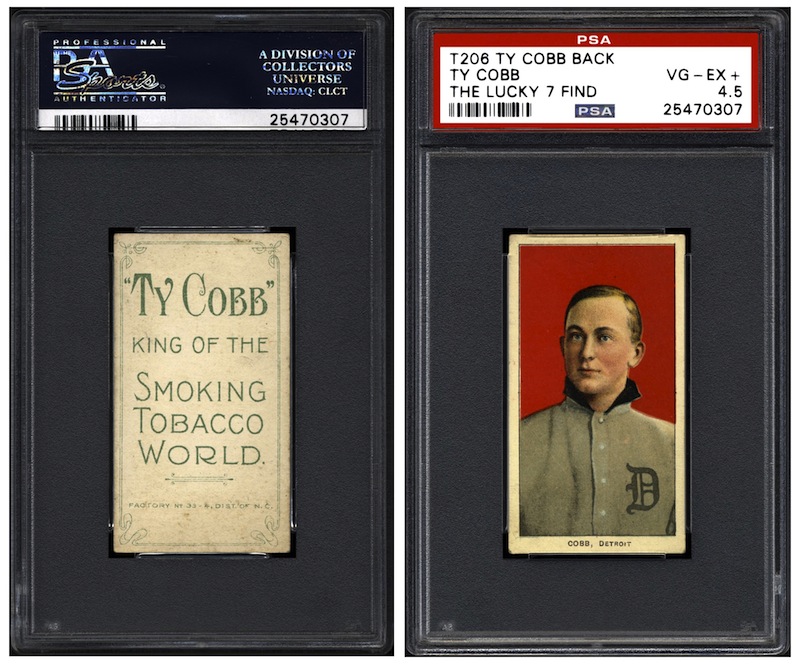 PROFESSIONAL
PSA
Sports
AUTHENTICATOR
A DIVISION OF
COLLECTORS
UNIVERSE
NASDAQ: CLCT
25470307
"TY COBB"
KING OF THE
SMOKING
TOBACCO
WORLD.
FACTORY Nº 33-4, DIST. OF N.C.
PSA
T206 TY COBB BACK
TY COBB VG - EX +
THE LUCKY 7 FIND 4.5
PSA 25470307
COBB, DETROIT